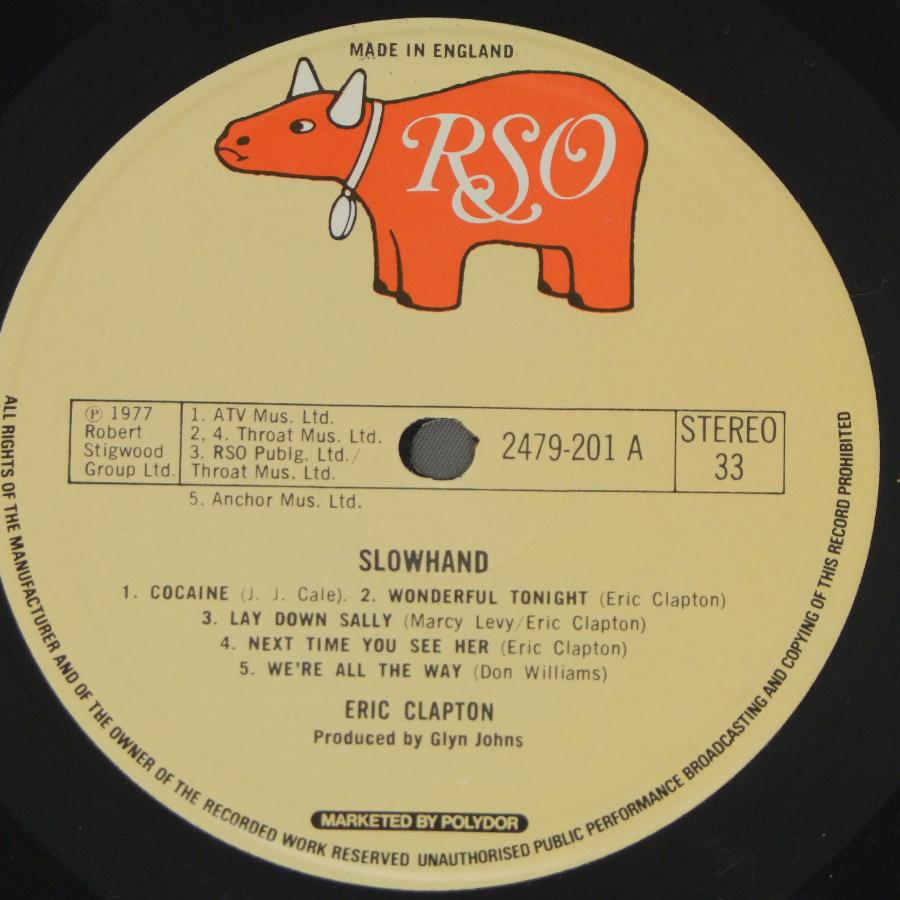 MADE IN ENGLAND
RSO
℗ 1977
Robert
Stigwood
Group Ltd.
1. ATV Mus. Ltd.
2, 4. Throat Mus. Ltd.
3. RSO Publg. Ltd./
Throat Mus. Ltd.
5. Anchor Mus. Ltd.
2479-201 A
STEREO
33
SLOWHAND
1. COCAINE (J. J. Cale). 2. WONDERFUL TONIGHT (Eric Clapton)
3. LAY DOWN SALLY (Marcy Levy/Eric Clapton)
4. NEXT TIME YOU SEE HER (Eric Clapton)
5. WE'RE ALL THE WAY (Don Williams)
ERIC CLAPTON
Produced by Glyn Johns
MARKETED BY POLYDOR
ALL RIGHTS OF THE MANUFACTURER AND OF THE OWNER OF THE RECORDED WORK RESERVED UNAUTHORISED PUBLIC PERFORMANCE BROADCASTING AND COPYING OF THIS RECORD PROHIBITED